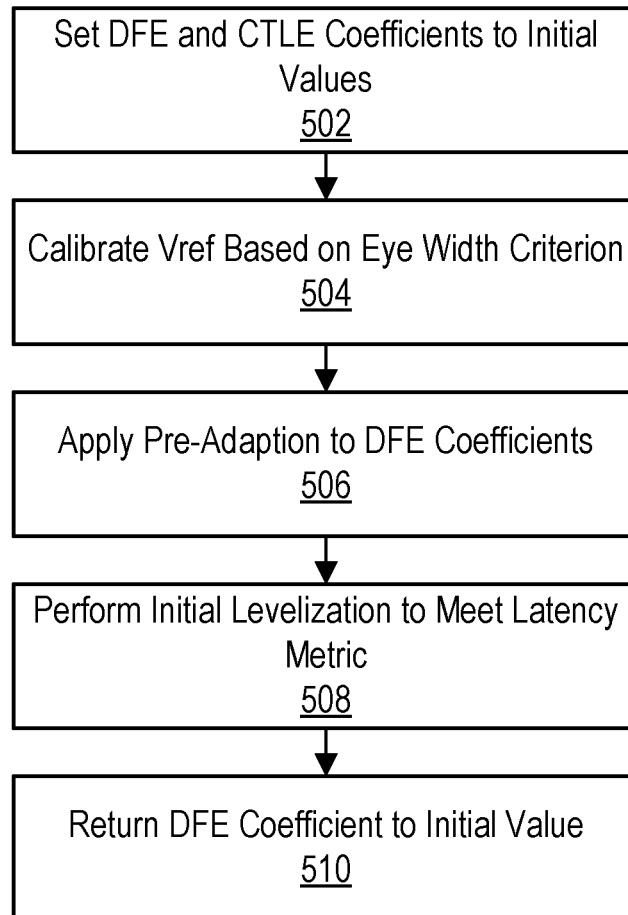 Set DFE and CTLE Coefficients to Initial
Values
502
Calibrate Vref Based on Eye Width Criterion
504
Apply Pre-Adaption to DFE Coefficients
506
Perform Initial Levelization to Meet Latency
Metric
508
Return DFE Coefficient to Initial Value
510